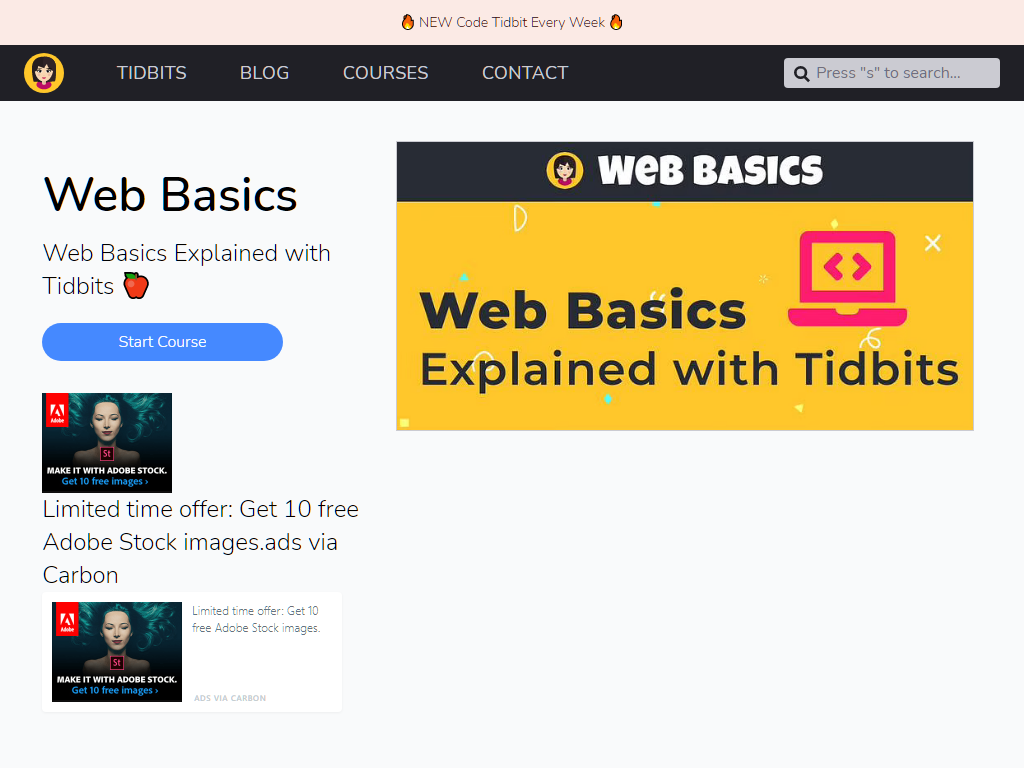 🔥 NEW Code Tidbit Every Week 🔥
TIDBITS BLOG COURSES CONTACT Press "s" to search...
Web Basics
Web Basics Explained with
Tidbits 🍎
Start Course
WeB BASICS
Web Basics
Explained with Tidbits
Adobe
St
MAKE IT WITH ADOBE STOCK.
Get 10 free images ›
Limited time offer: Get 10 free
Adobe Stock images.ads via
Carbon
Adobe
St
MAKE IT WITH ADOBE STOCK.
Get 10 free images ›
Limited time offer: Get 10
free Adobe Stock images.
ADS VIA CARBON